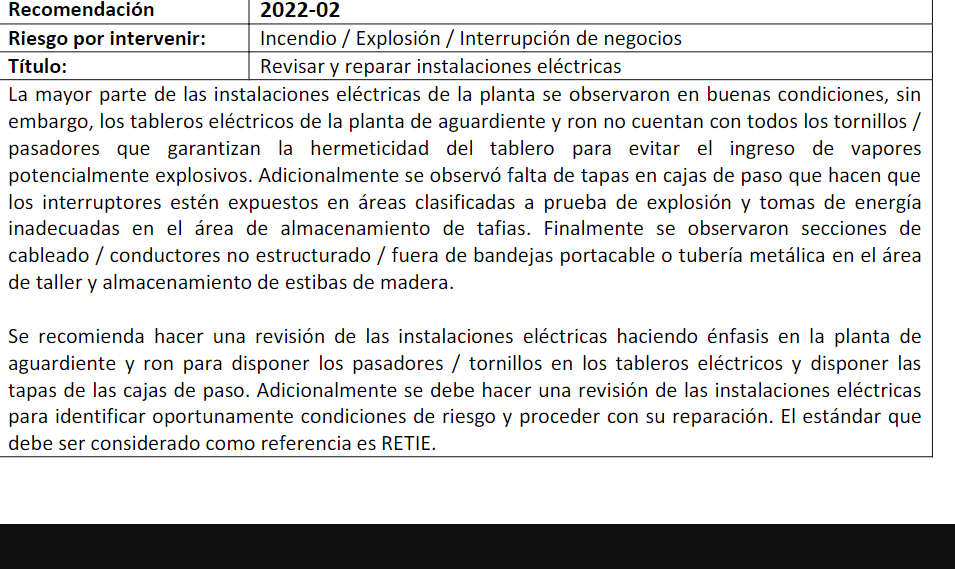 Recomendación 2022-02
Riesgo por intervenir: Incendio / Explosión / Interrupción de negocios
Título: Revisar y reparar instalaciones eléctricas
La mayor parte de las instalaciones eléctricas de la planta se observaron en buenas condiciones, sin
embargo, los tableros eléctricos de la planta de aguardiente y ron no cuentan con todos los tornillos /
pasadores que garantizan la hermeticidad del tablero para evitar el ingreso de vapores
potencialmente explosivos. Adicionalmente se observó falta de tapas en cajas de paso que hacen que
los interruptores estén expuestos en áreas clasificadas a prueba de explosión y tomas de energía
inadecuadas en el área de almacenamiento de tafias. Finalmente se observaron secciones de
cableado / conductores no estructurado / fuera de bandejas portacable o tubería metálica en el área
de taller y almacenamiento de estibas de madera.
Se recomienda hacer una revisión de las instalaciones eléctricas haciendo énfasis en la planta de
aguardiente y ron para disponer los pasadores / tornillos en los tableros eléctricos y disponer las
tapas de las cajas de paso. Adicionalmente se debe hacer una revisión de las instalaciones eléctricas
para identificar oportunamente condiciones de riesgo y proceder con su reparación. El estándar que
debe ser considerado como referencia es RETIE.